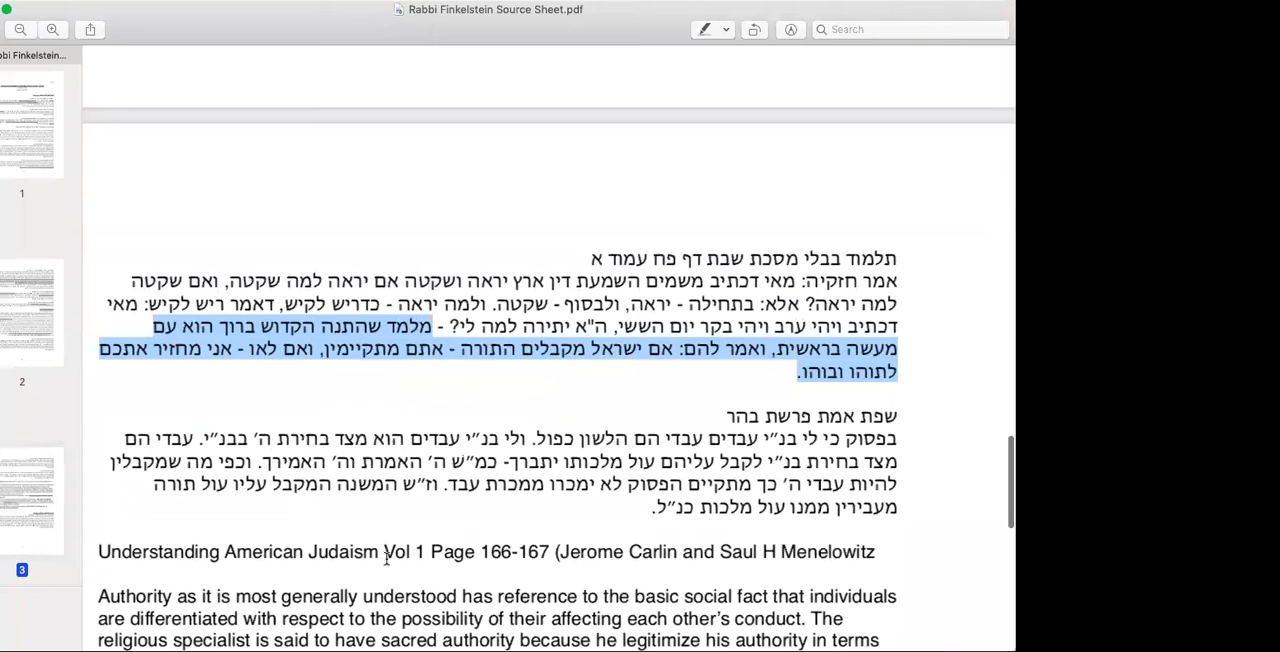 Rabbi Finkelstein Source Sheet.pdf
Search
bi Finkelstein...
1
2
3
תלמוד בבלי מסכת שבת דף פח עמוד א
אמר חזקיה: מאי דכתיב משמים השמעת דין ארץ יראה ושקטה אם יראה למה שקטה, ואם שקטה
למה יראה? אלא: בתחילה - יראה, ולבסוף - שקטה. ולמה יראה - כדריש לקיש, דאמר ריש לקיש: מאי
דכתיב ויהי ערב ויהי בקר יום הששי, ה"א יתירה למה לי? - מלמד שהתנה הקדוש ברוך הוא עם
מעשה בראשית, ואמר להם: אם ישראל מקבלים התורה - אתם מתקיימין, ואם לאו - אני מחזיר אתכם
לתוהו ובוהו.
שפת אמת פרשת בהר
בפסוק כי לי בנ״י עבדים עבדי הם הלשון כפול. ולי בנ״י עבדים הוא מצד בחירת ה׳ בבנ״י. עבדי הם
מצד בחירת בנ״י לקבל עליהם עול מלכותו יתברך- כמ״ש ה׳ האמרת וה׳ האמירך. וכפי מה שמקבלין
להיות עבדי ה׳ כך מתקיים הפסוק לא ימכרו ממכרת עבד. וז״ש המשנה המקבל עליו עול תורה
מעבירין ממנו עול מלכות כנ״ל.
Understanding American Judaism Vol 1 Page 166-167 (Jerome Carlin and Saul H Menelowitz
Authority as it is most generally understood has reference to the basic social fact that individuals
are differentiated with respect to the possibility of their affecting each other's conduct. The
religious specialist is said to have sacred authority because he legitimize his authority in terms